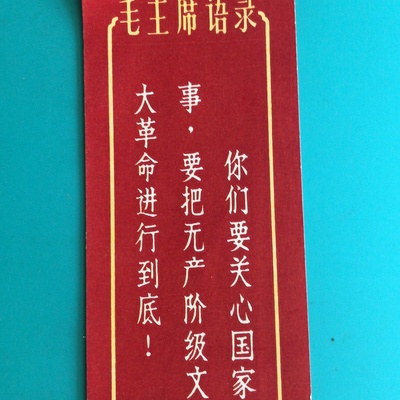 毛主席语录
你们要关心国家
事，要把无产阶级文
大革命进行到底！